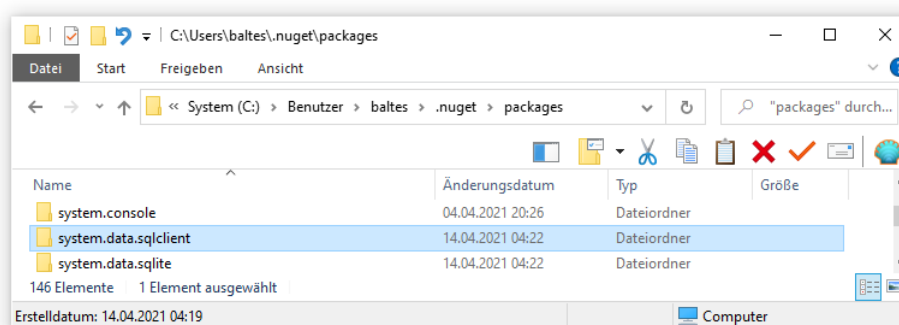 C:\Users\baltes\.nuget\packages
Datei Start Freigeben Ansicht
« System (C:) › Benutzer › baltes › .nuget › packages "packages" durch...
Name Änderungsdatum Typ Größe
system.console 04.04.2021 20:26 Dateiordner
system.data.sqlclient 14.04.2021 04:22 Dateiordner
system.data.sqlite 14.04.2021 04:22 Dateiordner
146 Elemente 1 Element ausgewählt
Erstelldatum: 14.04.2021 04:19 Computer